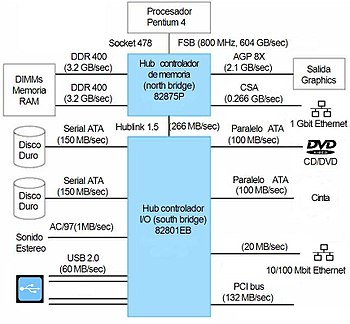 Procesador
Pentium 4
Socket 478
FSB (800 MHz, 604 GB/sec)
DIMMs
Memoria
RAM
DDR 400
(3.2 GB/sec)
DDR 400
(3.2 GB/sec)
Hub controlador
de memoria
(north bridge)
82875P
AGP 8X
(2.1 GB/sec)
CSA
(0.266 GB/sec)
Salida
Graphics
1 Gbit Ethernet
Hublink 1.5
(266 MB/sec)
Disco
Duro
Serial ATA
(150 MB/sec)
Paralelo ATA
(100 MB/sec)
DVD
CD/DVD
Disco
Duro
Serial ATA
(150 MB/sec)
Paralelo ATA
(100 MB/sec)
Cinta
Hub controlador
I/O (south bridge)
82801EB
Sonido
Estereo
AC/97(1MB/sec)
(20 MB/sec)
10/100 Mbit Ethernet
USB 2.0
(60 MB/sec)
PCI bus
(132 MB/sec)